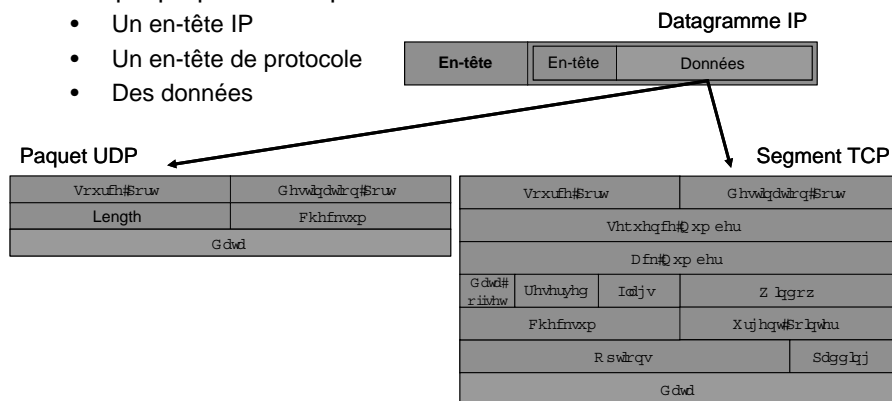 Datagramme IP
• Un en-tête IP
• Un en-tête de protocole
• Des données
En-tête
En-tête
Données
Paquet UDP
Vrxufh#Sruw
Ghvwlqdwlrq#Sruw
Length
Fkhfnvxp
Gdwd
Segment TCP
Vrxufh#Sruw
Ghvwlqdwlrq#Sruw
Vhtxhqfh#Qxpehu
Dfn#Qxpehu
Gdwd#
riivhw
Uhvhuyhg
Iodjv
Zlqgrz
Fkhfnvxp
Xujhqw#Srlqwhu
Rswlrqv
Sdgglqj
Gdwd